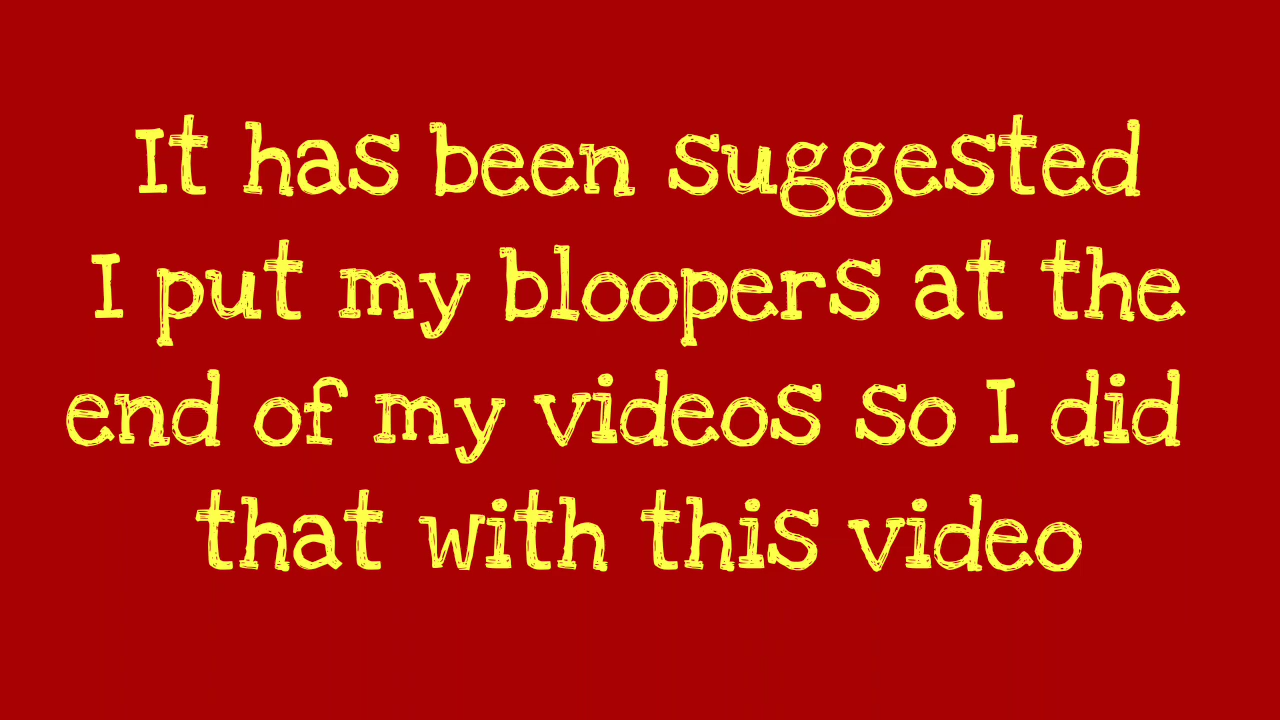 It has been suggested
I put my bloopers at the
end of my videos so I did
that with this video